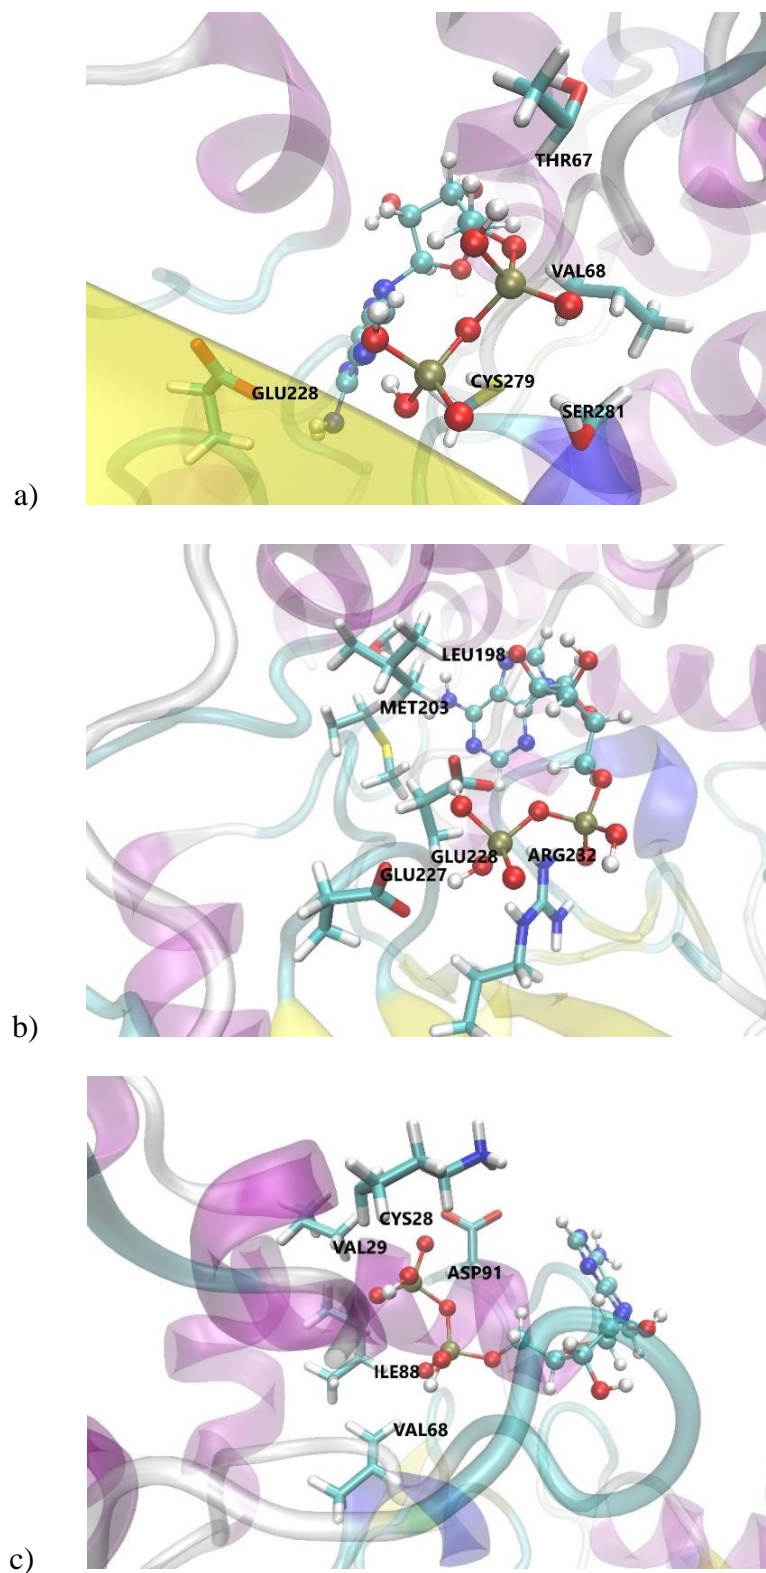 THR67
VAL68
CYS279
GLU228
SER281
a)
LEU198
MET203
GLU228
ARG232
GLU227
b)
CYS28
VAL29
ASP91
ILE88
VAL68
c)